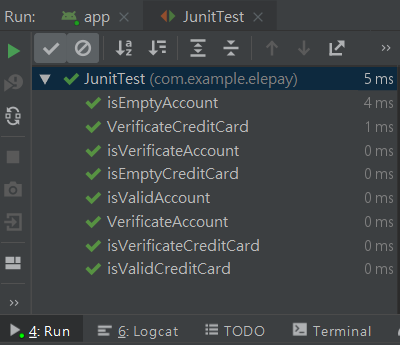 Run: app JunitTest
JunitTest (com.example.elepay) 5 ms
isEmptyAccount 4 ms
VerificateCreditCard 1 ms
isVerificateAccount 0 ms
isEmptyCreditCard 0 ms
isValidAccount 0 ms
VerificateAccount 0 ms
isVerificateCreditCard 0 ms
isValidCreditCard 0 ms
4: Run 6: Logcat TODO Terminal